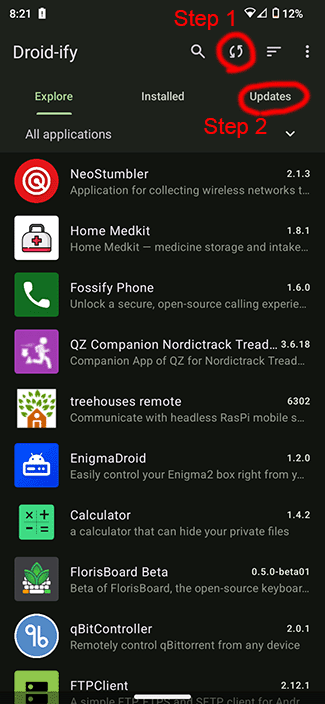 8:21 12%
Step 1
Droid-ify
Explore Installed Updates
Step 2
All applications
NeoStumbler 2.1.3
Application for collecting wireless networks t...
Home Medkit 1.8.1
Home Medkit — medicine storage and intake...
Fossify Phone 1.6.0
Unlock a secure, open-source calling experie...
QZ Companion Nordictrack Tread... 3.6.18
Companion App of QZ for Nordictrack Tread...
treehouses remote 6302
Communicate with headless RasPi mobile s...
EnigmaDroid 1.2.0
Easily control your Enigma2 box right from y...
Calculator 1.4.2
a calculator that can hide your private files
FlorisBoard Beta 0.5.0-beta01
Beta of FlorisBoard, the open-source keyboar...
qb
qBitController 2.0.1
Remotely control qBittorrent from any device
FTPClient 2.12.1
A simple FTP, FTPS and SFTP client for Andr